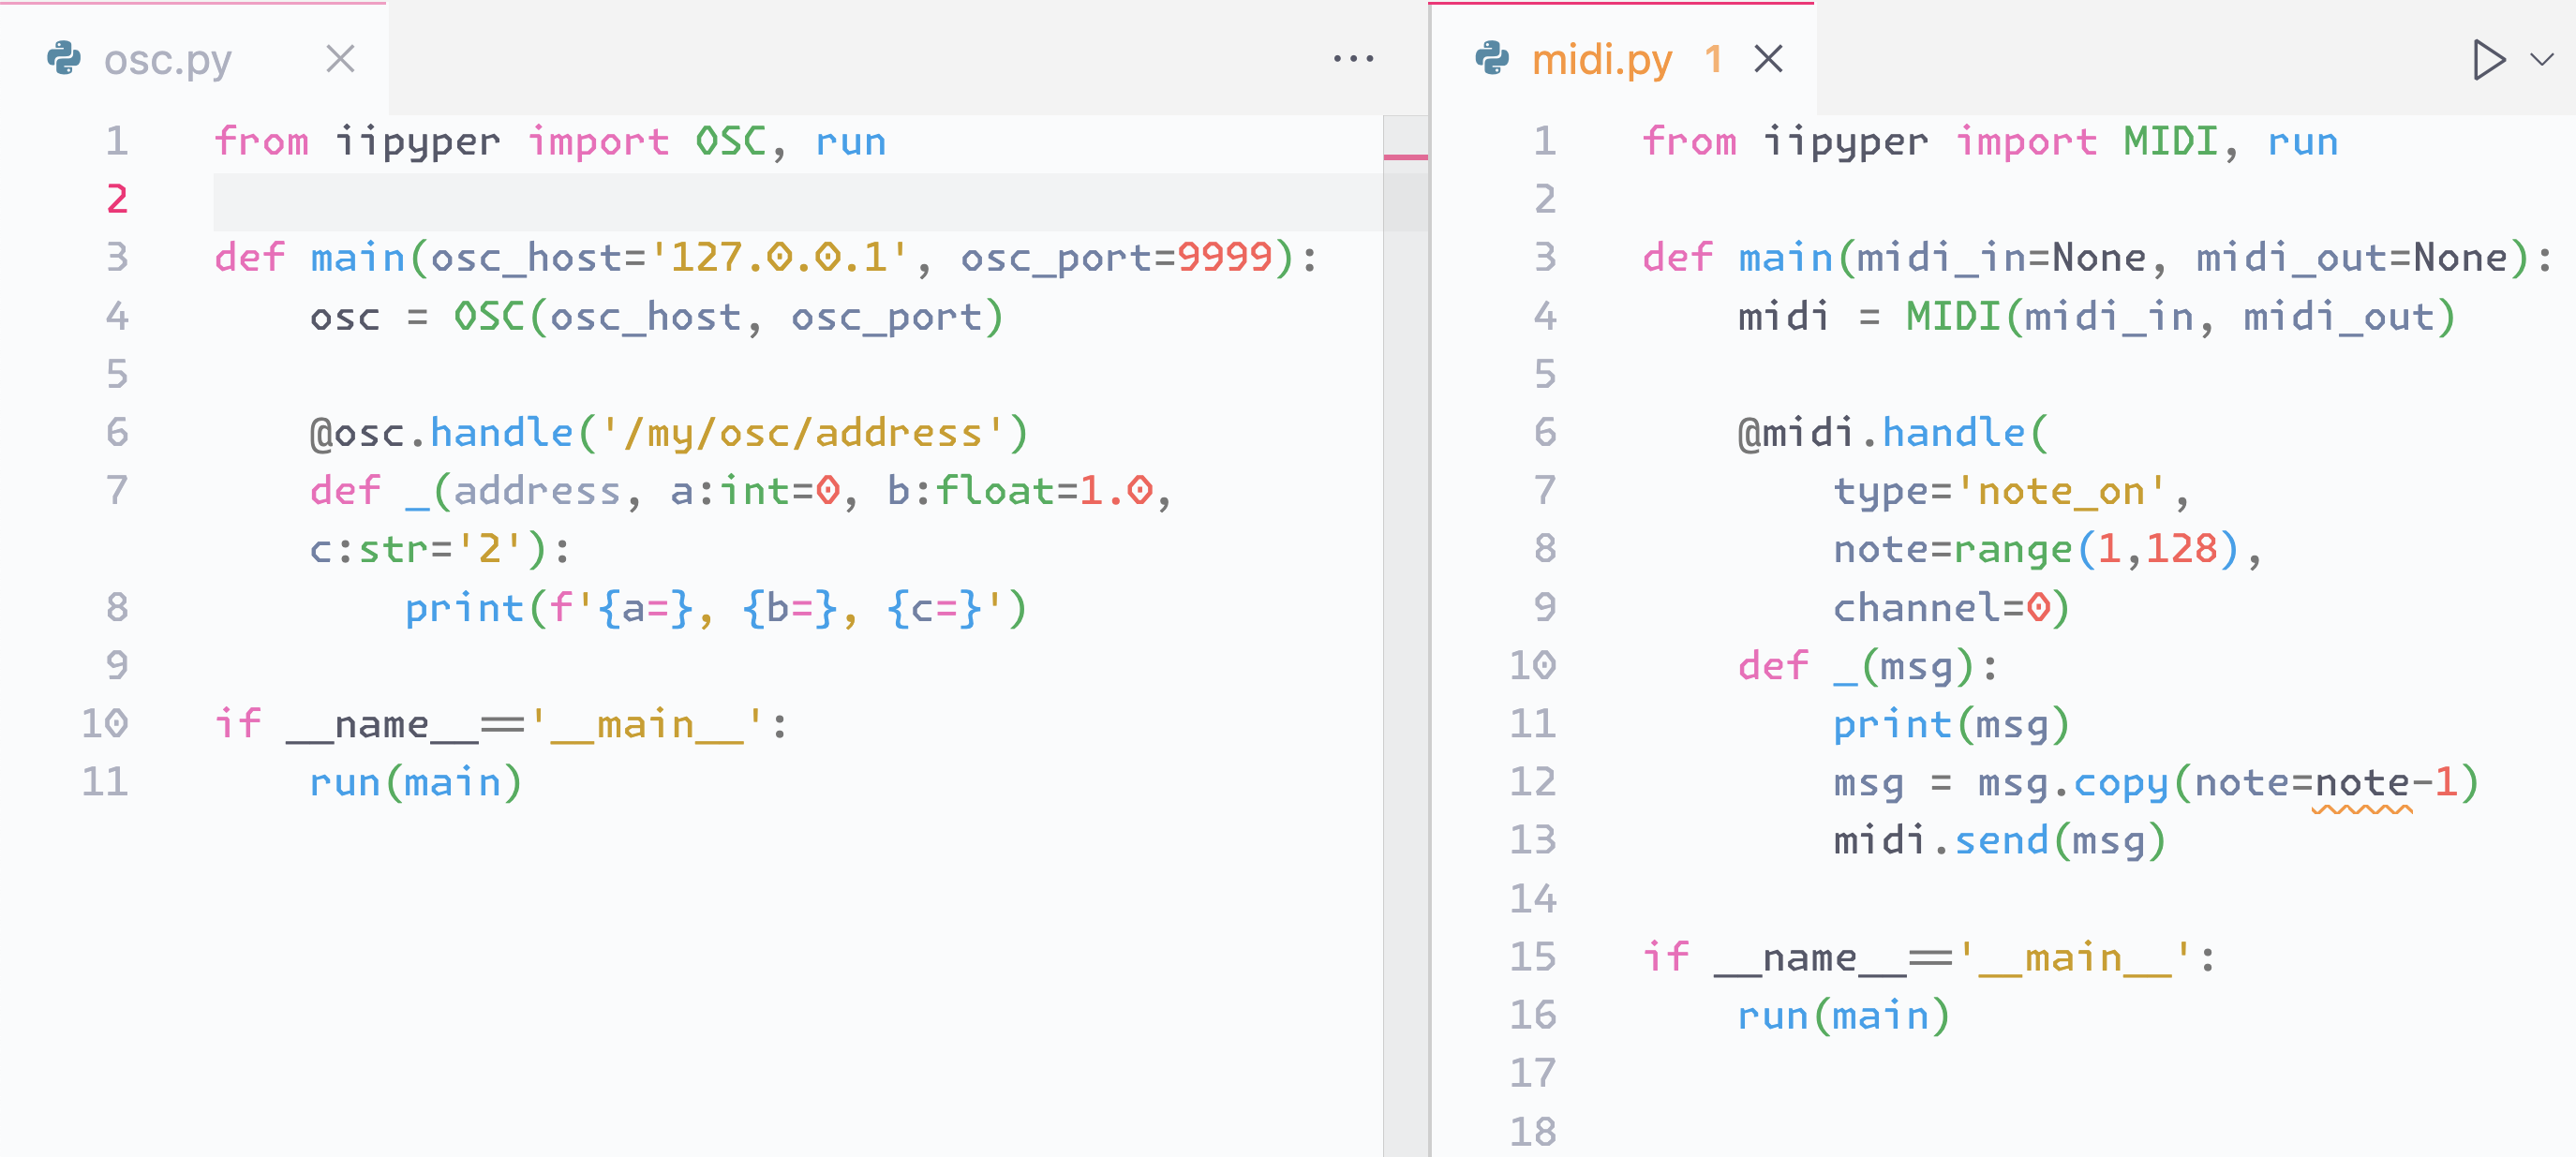 osc.py
1 from iipyper import OSC, run
2
3 def main(osc_host='127.0.0.1', osc_port=9999):
4     osc = OSC(osc_host, osc_port)
5
6     @osc.handle('/my/osc/address')
7     def _(address, a:int=0, b:float=1.0,
    c:str='2'):
8         print(f'{a=}, {b=}, {c=}')
9
10 if __name__=='__main__':
11     run(main)
midi.py 1
1 from iipyper import MIDI, run
2
3 def main(midi_in=None, midi_out=None):
4     midi = MIDI(midi_in, midi_out)
5
6     @midi.handle(
7         type='note_on',
8         note=range(1,128),
9         channel=0)
10     def _(msg):
11         print(msg)
12         msg = msg.copy(note=note-1)
13         midi.send(msg)
14
15 if __name__=='__main__':
16     run(main)
17
18